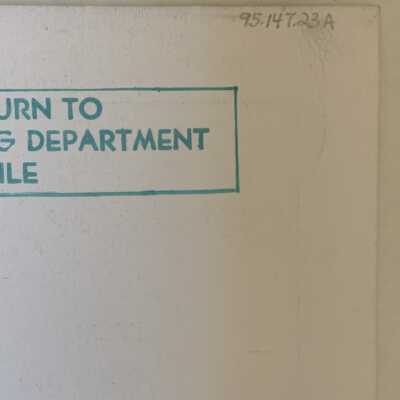 95.147.23A
URN TO
G DEPARTMENT
ILE